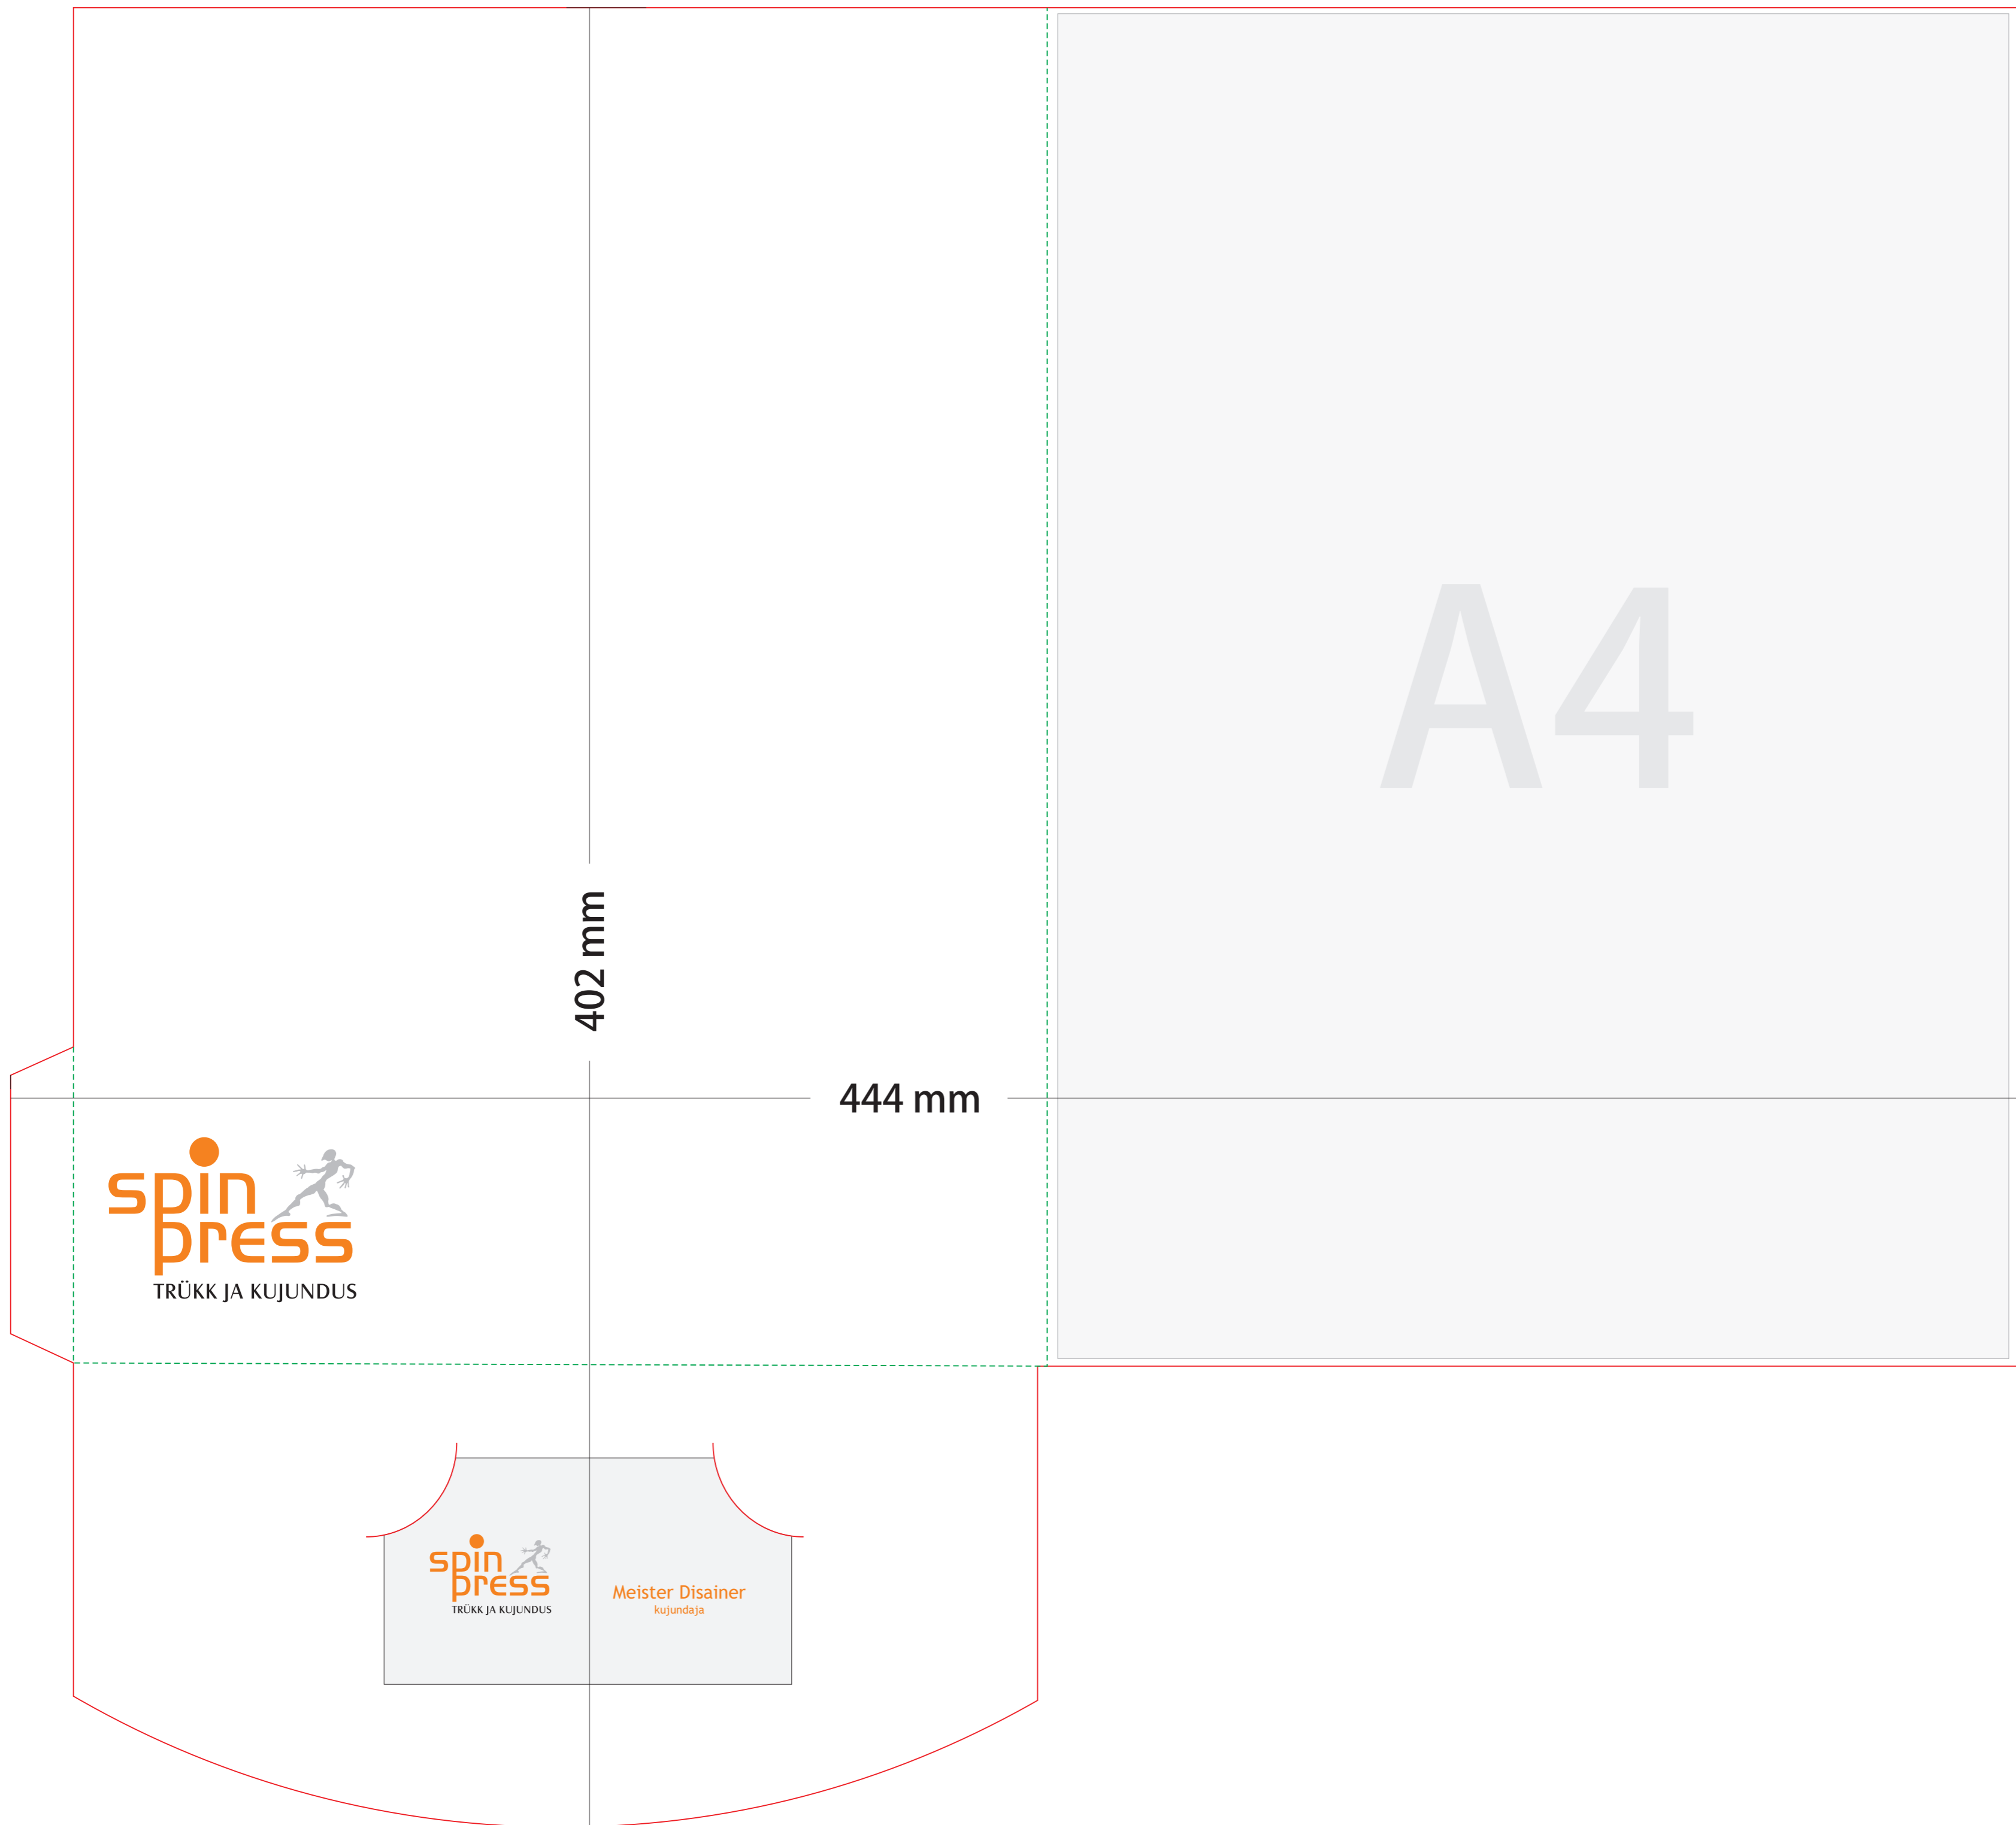 A4
402 mm
444 mm
spin
press
TRÜKK JA KUJUNDUS
spin
press
TRÜKK JA KUJUNDUS
Meister Disainer
kujundaja